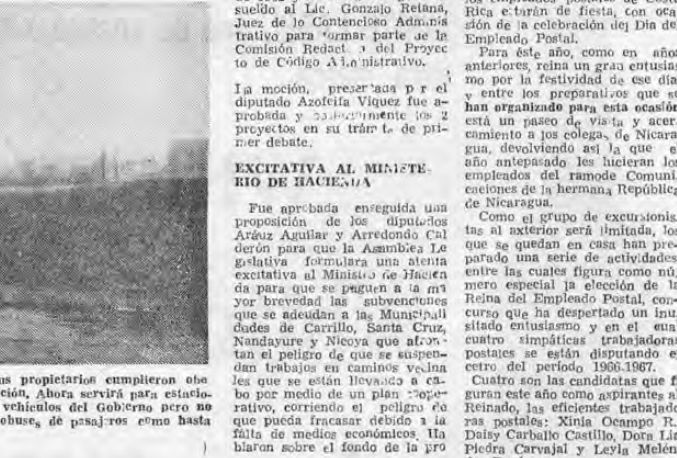 us propietarios cumplieron obe
ción. Ahora servirá para estacio-
vehículos del Gobierno pero no
obuses de pasajeros como hasta
)
sueldo al Lic. Gonzalo Retana,
Juez de lo Contencioso Adminis
trativo para formar parte de la
Comisión Redact del Proyec
to de Código
La moción, presentada p r el
diputado Azofeifa Víquez fue a-
probada y los 2
proyectos en su trámite de pri-
mer debate.
EXCITATIVA AL MINISTE-
RIO DE HACIENDA
Fue aprobada enseguida una
proposición de los diputados
Aráuz Aguilar y Arredondo Cal
derón para que la Asamblea Le
gislativa formulara una atenta
excitativa al Ministro de Hacien
da para que se paguen a la ma
yor brevedad las subvenciones
que se adeudan a las Municipali
dades de Carrillo, Santa Cruz,
Nandayure y Nicoya que afron-
tan el peligro de que se suspen-
dan trabajos en caminos vecina
les que se están llevando a ca-
bo por medio de un plan coope-
rativo, corriendo el peligro de
que pueda fracasar debido a la
falta de medios económicos. Ha
blaron sobre el fondo de la pro
los empleados postales de Costa
Rica estarán de fiesta, con oca
sión de la celebración del Día del
Empleado Postal.
Para éste año, como en años
anteriores, reina un gran entusias
mo por la festividad de ese día
y entre los preparativos que se
han organizado para esta ocasión
está un paseo de visita y acer.
camiento a los colegas de Nicara
gua, devolviendo así la que e
año antepasado les hicieran los
empleados del ramode Comuni.
caciones de la hermana República
de Nicaragua.
Como el grupo de excursionis.
tas al exterior será limitada, los
que se quedan en casa han pre-
parado una serie de actividades
entre las cuales figura como nú.
mero especial la elección de la
Reina del Empleado Postal, con-
curso que ha despertado un inu.
sitado entusiasmo y en el cual
cuatro simpáticas trabajadoras
postales se están disputando e
cetro del período 1966-1967.
Cuatro son las candidatas que fi
guran este año como aspirantes al
Reinado, las eficientes trabajado
ras postales: Xinia Ocampo R.
Daisy Carballo Castillo, Dora Lia
Piedra Carvajal y Leyla Melén